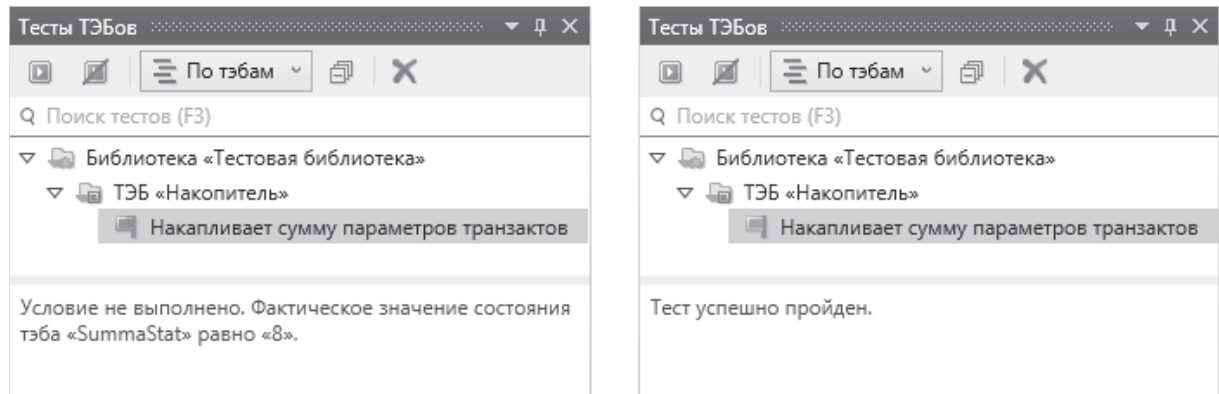 Тесты ТЭБов
По тэбам
Поиск тестов (F3)
Библиотека «Тестовая библиотека»
ТЭБ «Накопитель»
Накапливает сумму параметров транзактов
Условие не выполнено. Фактическое значение состояния
тэба «SummaStat» равно «8».
Тесты ТЭБов
По тэбам
Поиск тестов (F3)
Библиотека «Тестовая библиотека»
ТЭБ «Накопитель»
Накапливает сумму параметров транзактов
Тест успешно пройден.